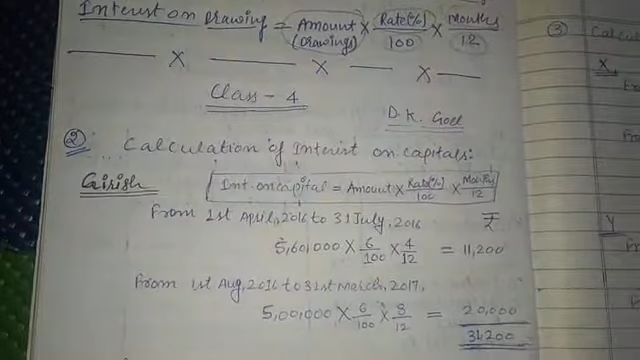 Interest on Drawing = Amount (Drawings) × Rate(%)/100 × Months/12
× × ×
Class - 4
D.K. Goel
② Calculation of Interest on capitals:
Girish
Int. on capital = Amount × Rate(%)/100 × Months/12
From 1st April, 2016 to 31 July, 2016 ₹
5,60,000 × 6/100 × 4/12 = 11,200
From 1st Aug, 2016 to 31st March, 2017,
5,00,000 × 6/100 × 8/12 = 20,000
31,200
③ Calcul
X
Fro
Y